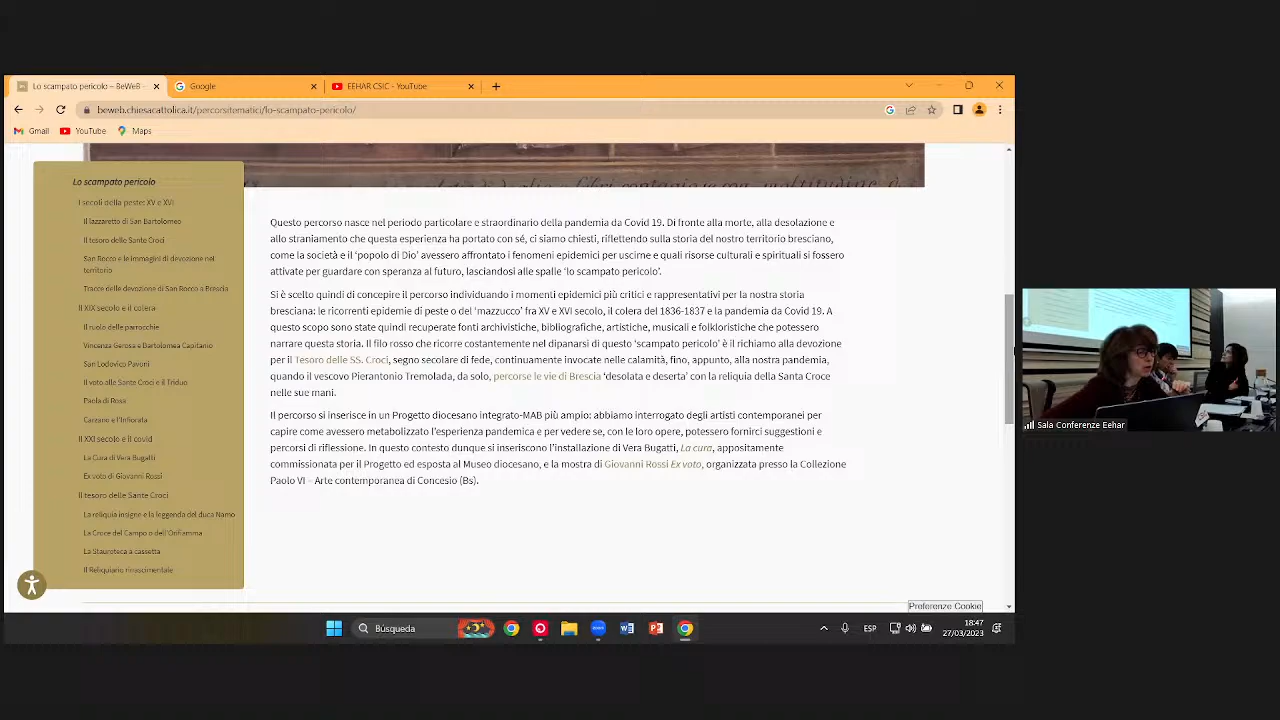 Lo scampato pericolo – BeWeB –
Google
EEHAR CSIC - YouTube
beweb.chiesacattolica.it/percorsitematici/lo-scampato-pericolo/
Gmail
YouTube
Maps
Lo scampato pericolo
I secoli della peste: XV e XVI
Il lazzaretto di San Bartolomeo
Il tesoro delle Santé Croci
San Rocco e le immagini di devozione nel
territorio
Tracce della devozione di San Rocco a Brescia
Il XIX secolo e il colera
Il ruolo delle parrocchie
Vincenza Gerosa e Bartolomea Capitanio
San Lodovico Pavoni
Il voto alle Sante Croci e il Triduo
Paola di Rosa
Carzano e l'Infiorata
Il XXI secolo e il covid
La Cura di Vera Bugatti
Ex voto di Giovanni Rossi
Il tesoro delle Sante Croci
La reliquia insigne e la leggenda del duca Namo
La Croce del Campo o dell'Orifiamma
La Stauroteca a cassetta
Il Reliquiario rinascimentale
Questo percorso nasce nel periodo particolare e straordinario della pandemia da Covid 19. Di fronte alla morte, alla desolazione e
allo straniamento che questa esperienza ha portato con sé, ci siamo chiesti, riflettendo sulla storia del nostro territorio bresciano,
come la società e il 'popolo di Dio' avessero affrontato i fenomeni epidemici per uscirne e quali risorse culturali e spirituali si fossero
attivate per guardare con speranza al futuro, lasciandosi alle spalle 'lo scampato pericolo'.
Si è scelto quindi di concepire il percorso individuando i momenti epidemici più critici e rappresentativi per la nostra storia
bresciana: le ricorrenti epidemie di peste o del 'mazzucco' fra XV e XVI secolo, il colera del 1836-1837 e la pandemia da Covid 19. A
questo scopo sono state quindi recuperate fonti archivistiche, bibliografiche, artistiche, musicali e folkloristiche che potessero
narrare questa storia. Il filo rosso che ricorre costantemente nel dipanarsi di questo 'scampato pericolo' è il richiamo alla devozione
per il Tesoro delle SS. Croci, segno secolare di fede, continuamente invocate nelle calamità, fino, appunto, alla nostra pandemia,
quando il vescovo Pierantonio Tremolada, da solo, percorse le vie di Brescia 'desolata e deserta' con la reliquia della Santa Croce
nelle sue mani.
Il percorso si inserisce in un Progetto diocesano integrato-MAB più ampio: abbiamo interrogato degli artisti contemporanei per
capire come avessero metabolizzato l'esperienza pandemica e per vedere se, con le loro opere, potessero fornirci suggestioni e
percorsi di riflessione. In questo contesto dunque si inseriscono l'installazione di Vera Bugatti, La cura, appositamente
commissionata per il Progetto ed esposta al Museo diocesano, e la mostra di Giovanni Rossi Ex voto, organizzata presso la Collezione
Paolo VI – Arte contemporanea di Concesio (Bs).
Preferenze Cookie
Sala Conferenze Eehar
Búsqueda
ESP
18:47
27/03/2023